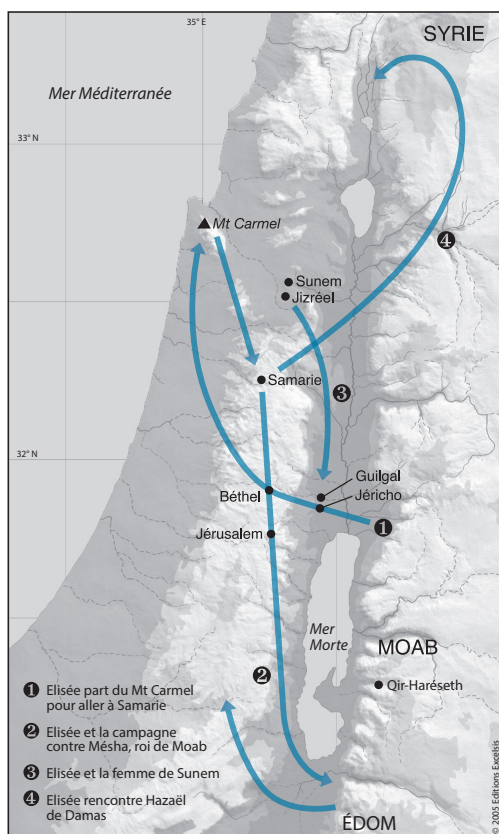 35° E
SYRIE
Mer Méditerranée
33° N
Mt Carmel
4
Sunem
Jizréel
Samarie
3
32° N
Guilgal
Béthel
Jéricho
1
Jérusalem
Mer
Morte
MOAB
2
Qir-Haréseth
1 Elisée part du Mt Carmel
pour aller à Samarie
2 Elisée et la campagne
contre Mésha, roi de Moab
3 Elisée et la femme de Sunem
4 Elisée rencontre Hazaël
de Damas
ÉDOM
© 2005 Editions Excelsis